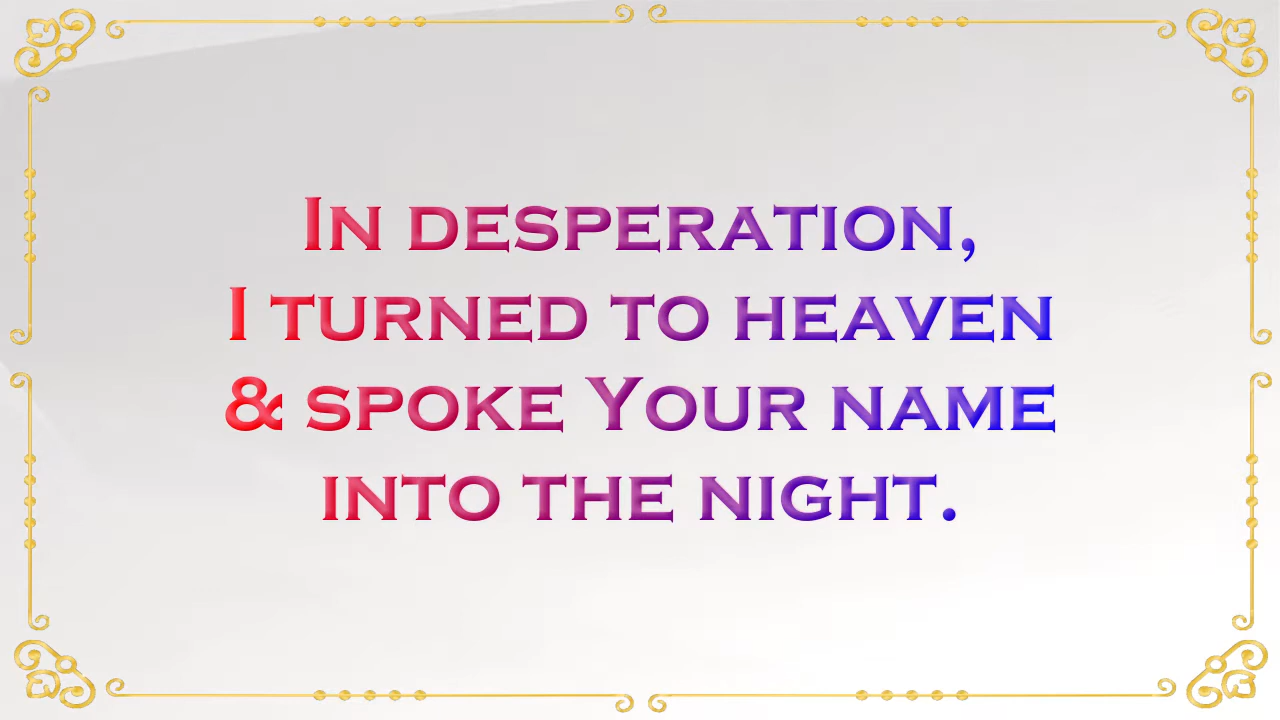 In desperation,
I turned to heaven
& spoke Your name
into the night.